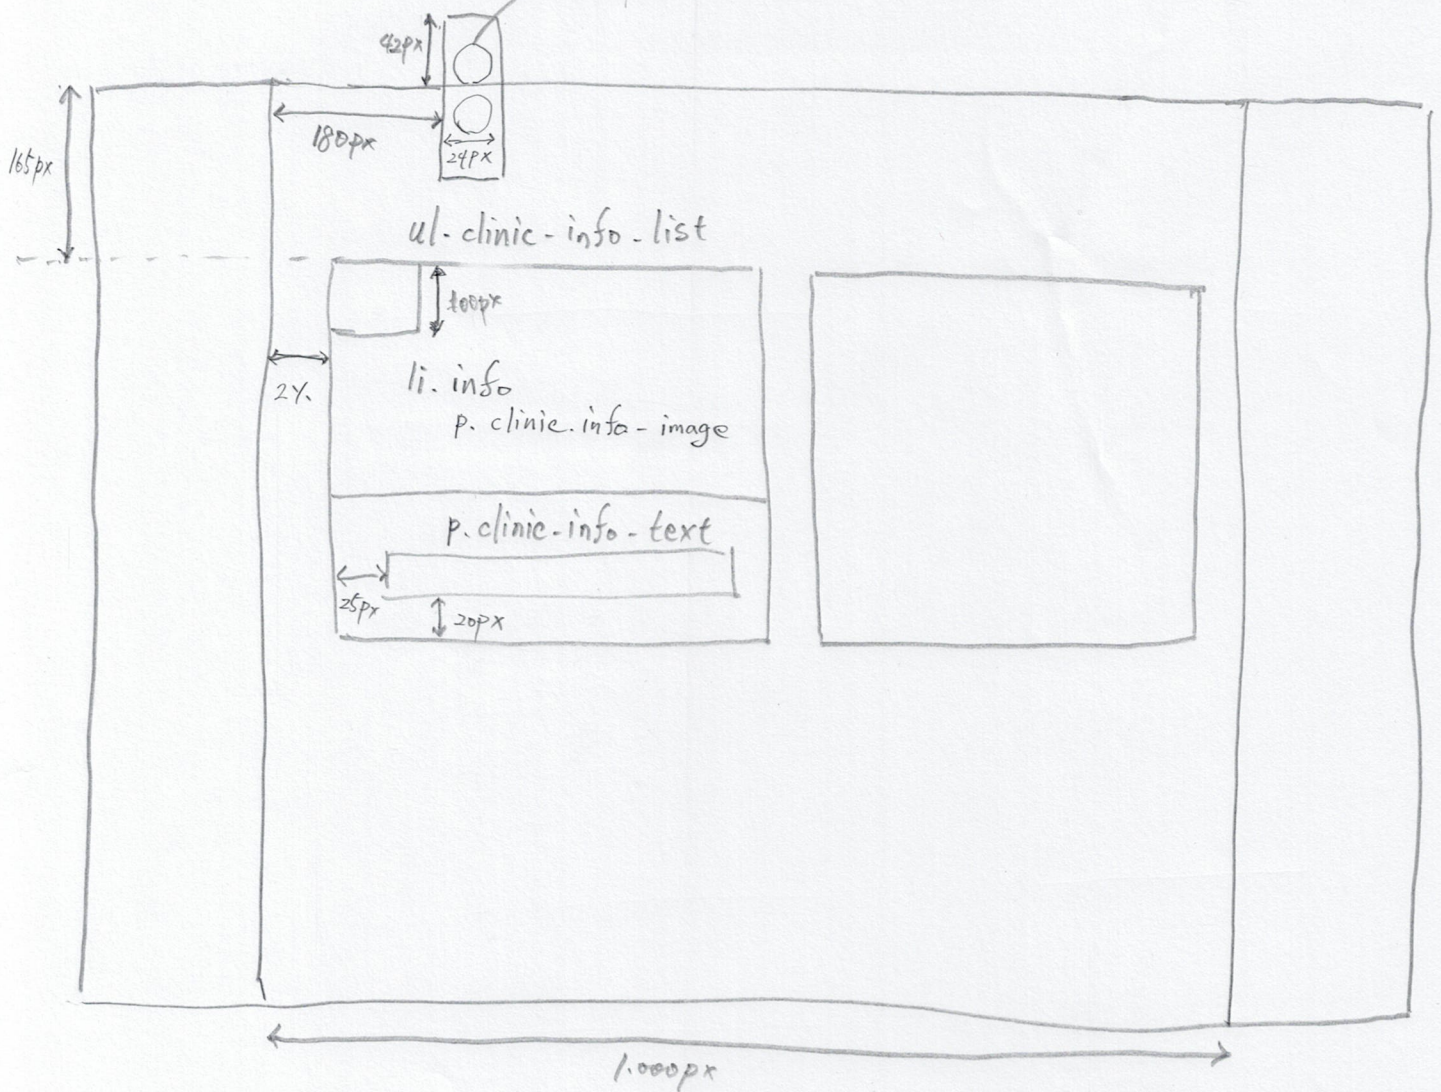 42px
180px
24px
165px
ul.clinic-info-list
100px
2%
li. info
p. clinic.info-image
p.clinic-info-text
25px
20px
1.000px